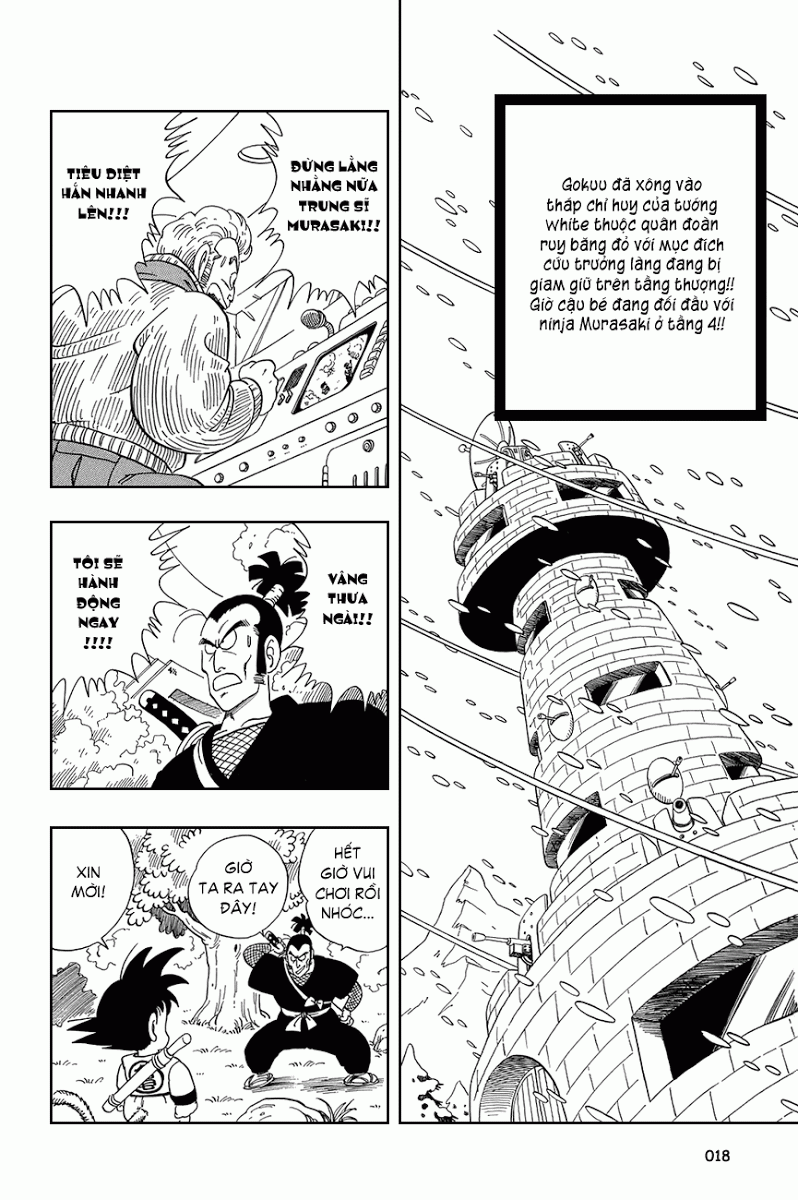 Gokuu đã xông vào
tháp chỉ huy của tướng
White thuộc quân đoàn
ruy băng đỏ với mục đích
cứu trưởng làng đang bị
giam giữ trên tầng thượng!!
Giờ cậu bé đang đối đầu với
ninja Murasaki ở tầng 4!!
ĐỪNG LẰNG
NHẰNG NỮA
TRUNG SĨ
MURASAKI!!!
TIÊU DIỆT
HẮN NHANH
LÊN!!!
VÂNG
THƯA
NGÀI!!
TÔI SẼ
HÀNH
ĐỘNG
NGAY
!!!!
HẾT
GIỜ VUI
CHƠI RỒI
NHÓC...
GIỜ
TA RA TAY
ĐÂY!
XIN
MỜI!
018